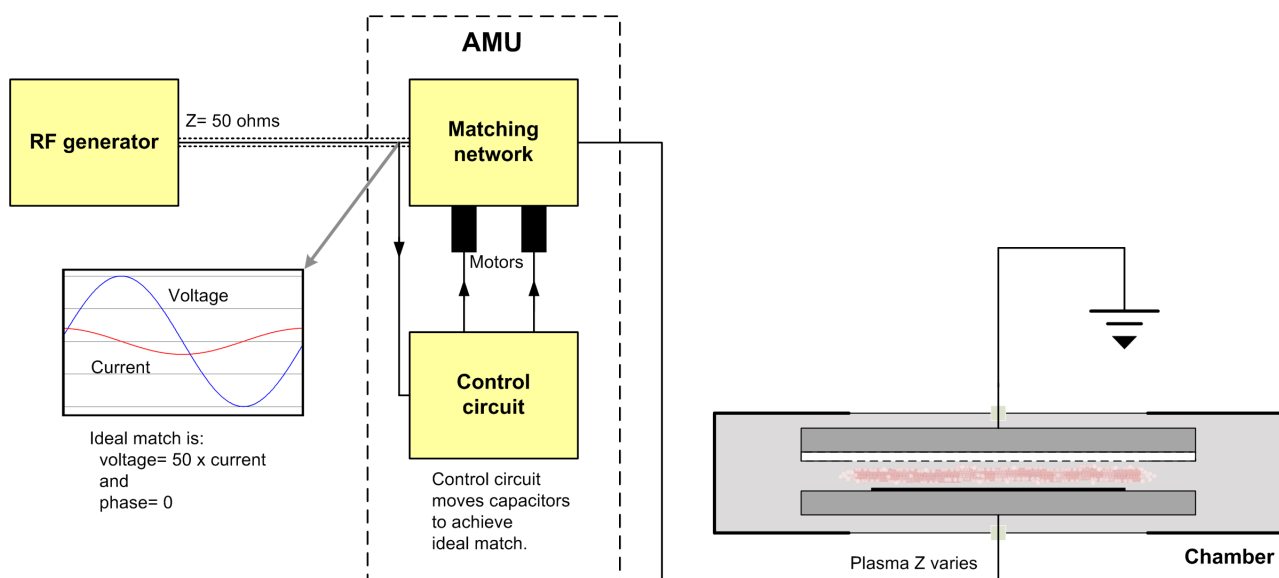 AMU
RF generator
Z= 50 ohms
Matching
network
Motors
Voltage
Current
Control
circuit
Ideal match is:
voltage= 50 x current
and
phase= 0
Control circuit
moves capacitors
to achieve
ideal match.
Plasma Z varies
Chamber